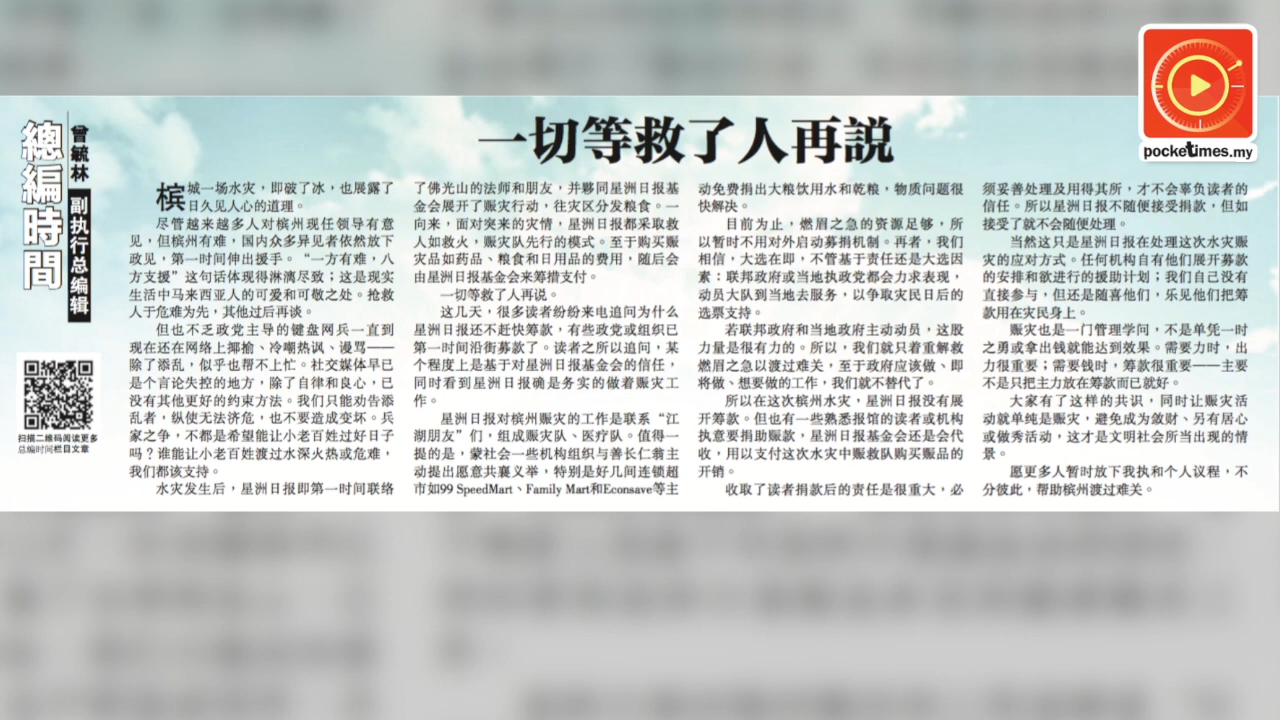 一切等救了人再説
總編時間
曾毓林
副执行总编辑
扫描二维码阅读更多
总编时间栏目文章
pocketimes.my
槟城一场水灾，即破了冰，也展露了
日久见人心的道理。
尽管越来越多人对槟州现任领导有意
见，但槟州有难，国内众多异见者依然放下
政见，第一时间伸出援手。“一方有难，八
方支援”这句话体现得淋漓尽致；这是现实
生活中马来西亚人的可爱和可敬之处。抢救
人于危难为先，其他过后再谈。
但也不乏政党主导的键盘网兵一直到
现在还在网络上揶揄、冷嘲热讽、谩骂——
除了添乱，似乎也帮不上忙。社交媒体早已
是个言论失控的地方，除了自律和良心，已
没有其他更好的约束方法。我们只能劝告添
乱者，纵使无法济危，也不要造成变坏。兵
家之争，不都是希望能让小老百姓过好日子
吗？谁能让小老百姓渡过水深火热或危难，
我们都该支持。
水灾发生后，星洲日报即第一时间联络
了佛光山的法师和朋友，并夥同星洲日报基
金会展开了赈灾行动，往灾区分发粮食。一
向来，面对突来的灾情，星洲日报都采取救
人如救火，赈灾队先行的模式。至于购买赈
灾品如药品、粮食和日用品的费用，随后会
由星洲日报基金会来筹措支付。
一切等救了人再说。
这几天，很多读者纷纷来电追问为什么
星洲日报还不赶快筹款，有些政党或组织已
第一时间沿街募款了。读者之所以追问，某
个程度上是基于对星洲日报基金会的信任，
同时看到星洲日报确是务实的做着赈灾工
作。
星洲日报对槟州赈灾的工作是联系“江
湖朋友”们，组成赈灾队、医疗队。值得一
提的是，蒙社会一些机构组织与善长仁翁主
动提出愿意共襄义举，特别是好几间连锁超
市如99 SpeedMart、Family Mart和Econsave等主
动免费捐出大粮饮用水和乾粮，物质问题很
快解决。
目前为止，燃眉之急的资源足够，所
以暂时不用对外启动募捐机制。再者，我们
相信，大选在即，不管基于责任还是大选因
素：联邦政府或当地执政党都会力求表现，
动员大队到当地去服务，以争取灾民日后的
选票支持。
若联邦政府和当地政府主动动员，这股
力量是很有力的。所以，我们就只着重解救
燃眉之急以渡过难关，至于政府应该做、即
将做、想要做的工作，我们就不替代了。
所以在这次槟州水灾，星洲日报没有展
开筹款。但也有一些熟悉报馆的读者或机构
执意要捐助赈款，星洲日报基金会还是会代
收，用以支付这次水灾中赈救队购买赈品的
开销。
收取了读者捐款后的责任是很重大，必
须妥善处理及用得其所，才不会辜负读者的
信任。所以星洲日报不随便接受捐款，但如
接受了就不会随便处理。
当然这只是星洲日报在处理这次水灾赈
灾的应对方式。任何机构自有他们展开募款
的安排和欲进行的援助计划；我们自己没有
直接参与，但还是随喜他们，乐见他们把筹
款用在灾民身上。
赈灾也是一门管理学问，不是单凭一时
之勇或拿出钱就能达到效果。需要力时，出
力很重要；需要钱时，筹款很重要——主要
不是只把主力放在筹款而已就好。
大家有了这样的共识，同时让赈灾活
动就单纯是赈灾，避免成为敛财、另有居心
或做秀活动，这才是文明社会所当出现的情
景。
愿更多人暂时放下我执和个人议程，不
分彼此，帮助槟州渡过难关。